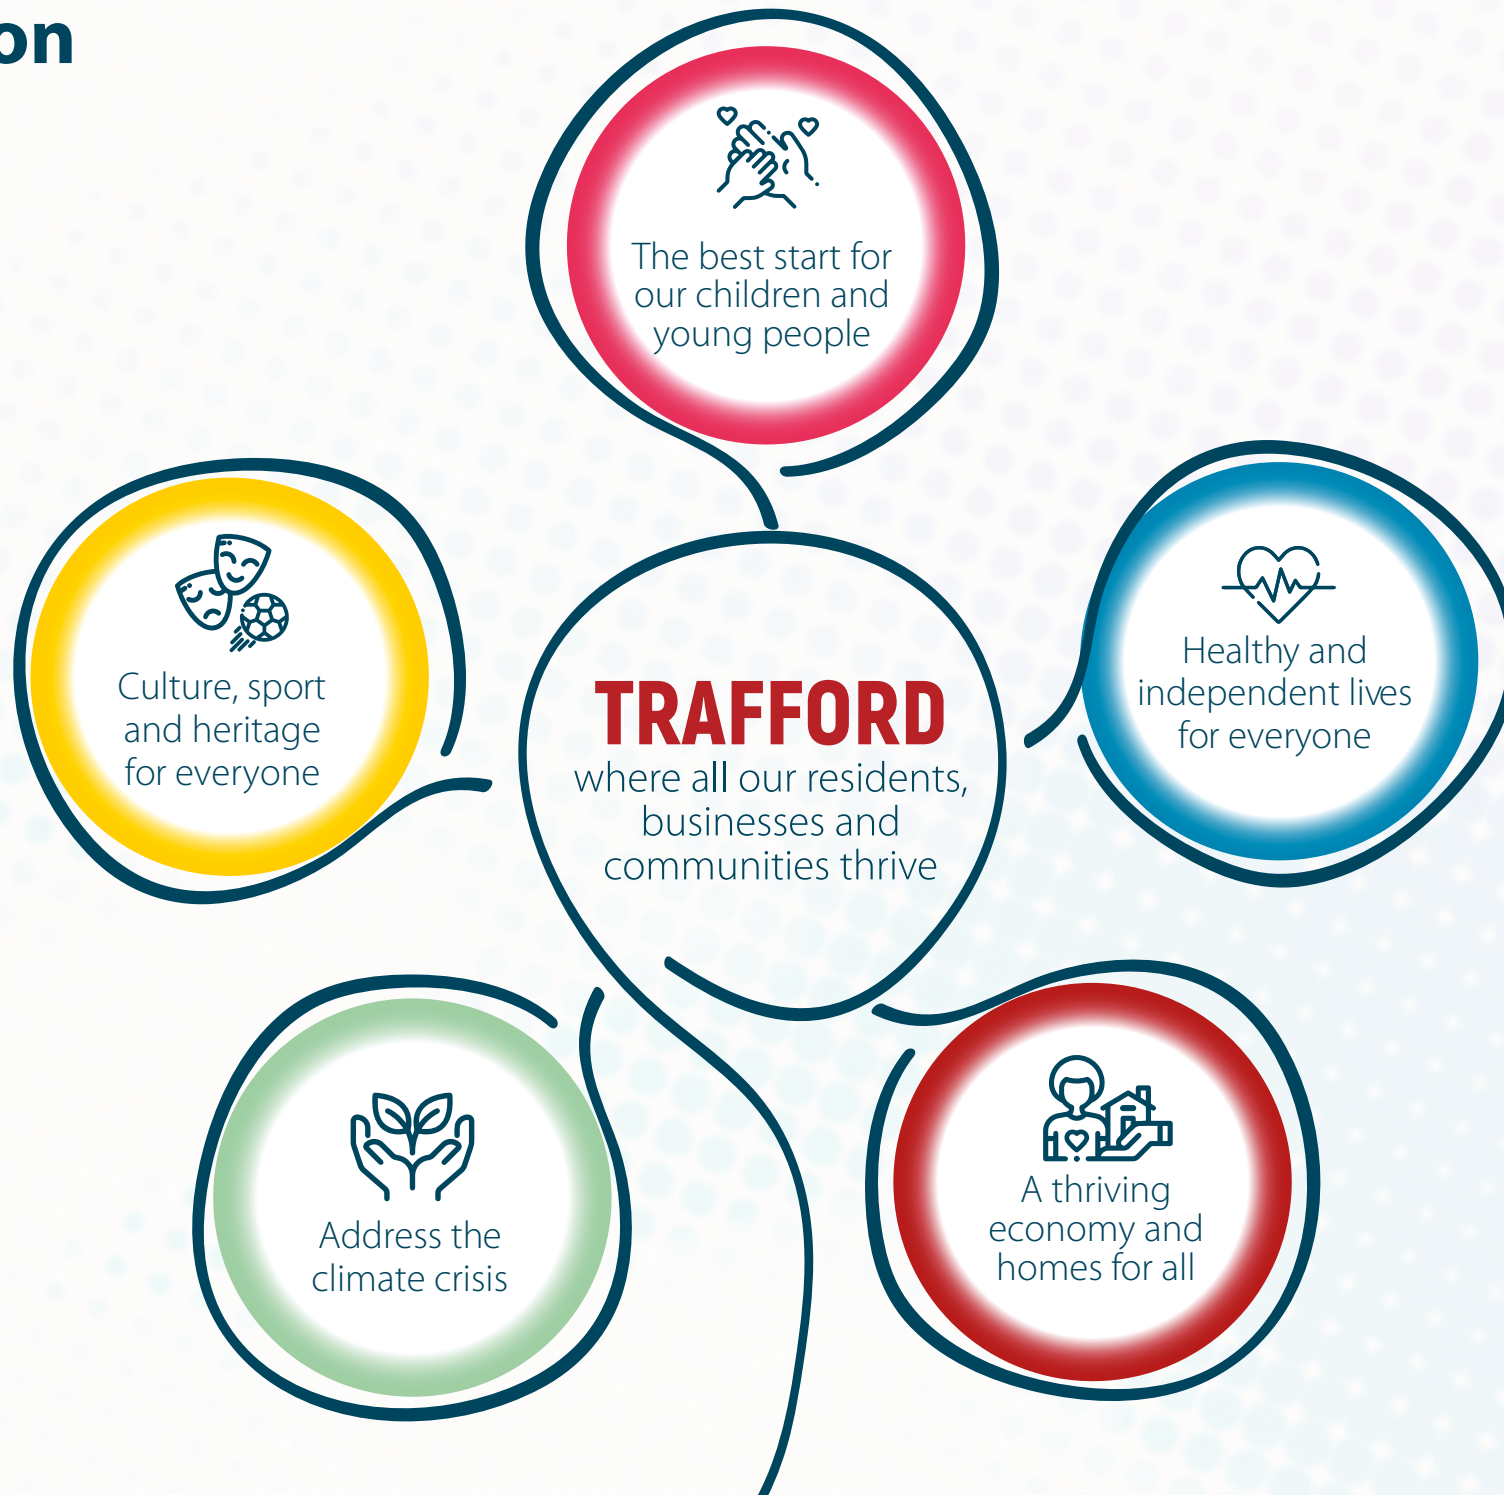 on
The best start for
our children and
young people
Culture, sport
and heritage
for everyone
TRAFFORD
where all our residents,
businesses and
communities thrive
Healthy and
independent lives
for everyone
Address the
climate crisis
A thriving
economy and
homes for all